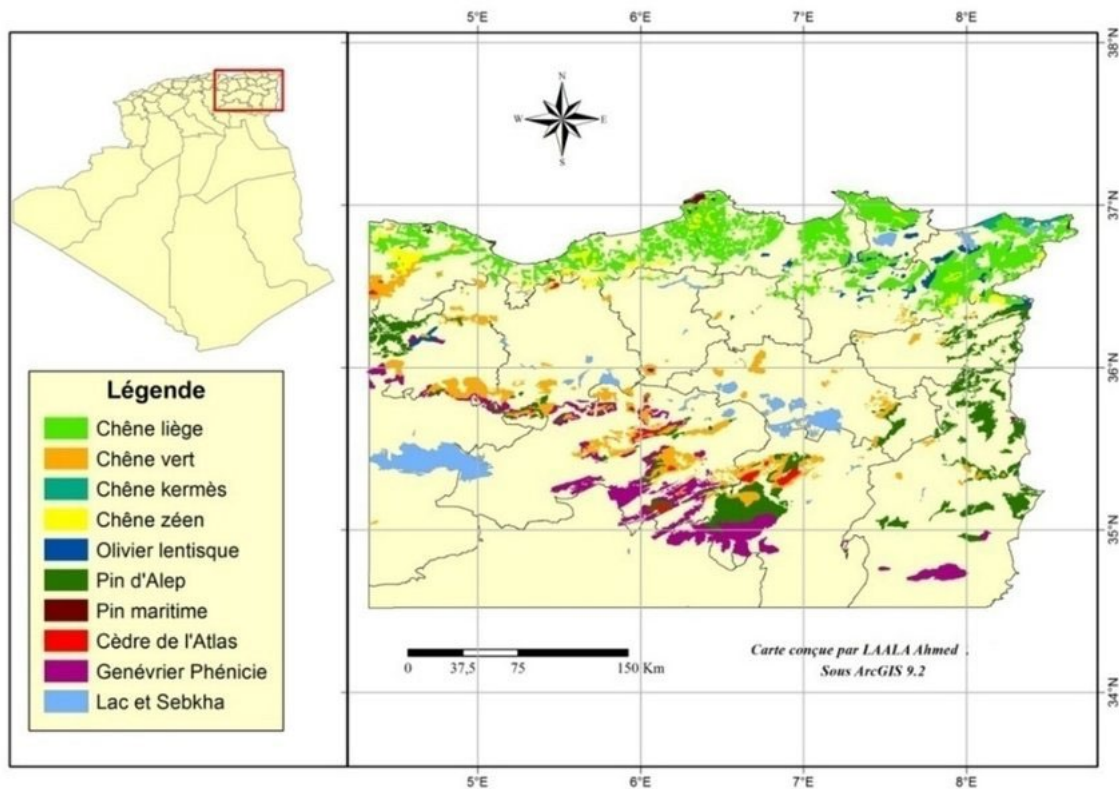 5°E 6°E 7°E 8°E
38°N
37°N
36°N
35°N
34°N
N
W E
S
Légende
Chêne liège
Chêne vert
Chêne kermès
Chêne zéen
Olivier lentisque
Pin d'Alep
Pin maritime
Cèdre de l'Atlas
Genévrier Phénicie
Lac et Sebkha
0 37,5 75 150 Km
Carte conçue par LAALA Ahmed .
Sous ArcGIS 9.2
5°E 6°E 7°E 8°E